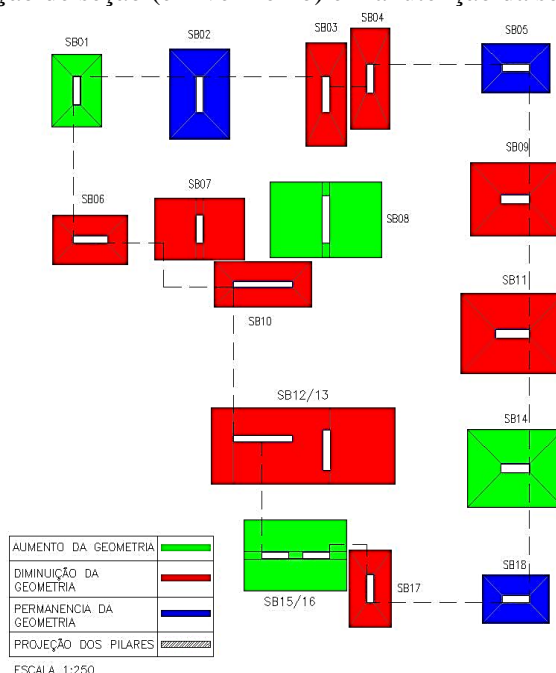 SB01
SB02
SB03
SB04
SB05
SB06
SB07
SB08
SB09
SB10
SB11
SB12/13
SB14
SB15/16
SB17
SB18
AUMENTO DA GEOMETRIA
DIMINUIÇÃO DA
GEOMETRIA
PERMANENCIA DA
GEOMETRIA
PROJEÇÃO DOS PILARES
ESCALA 1:250